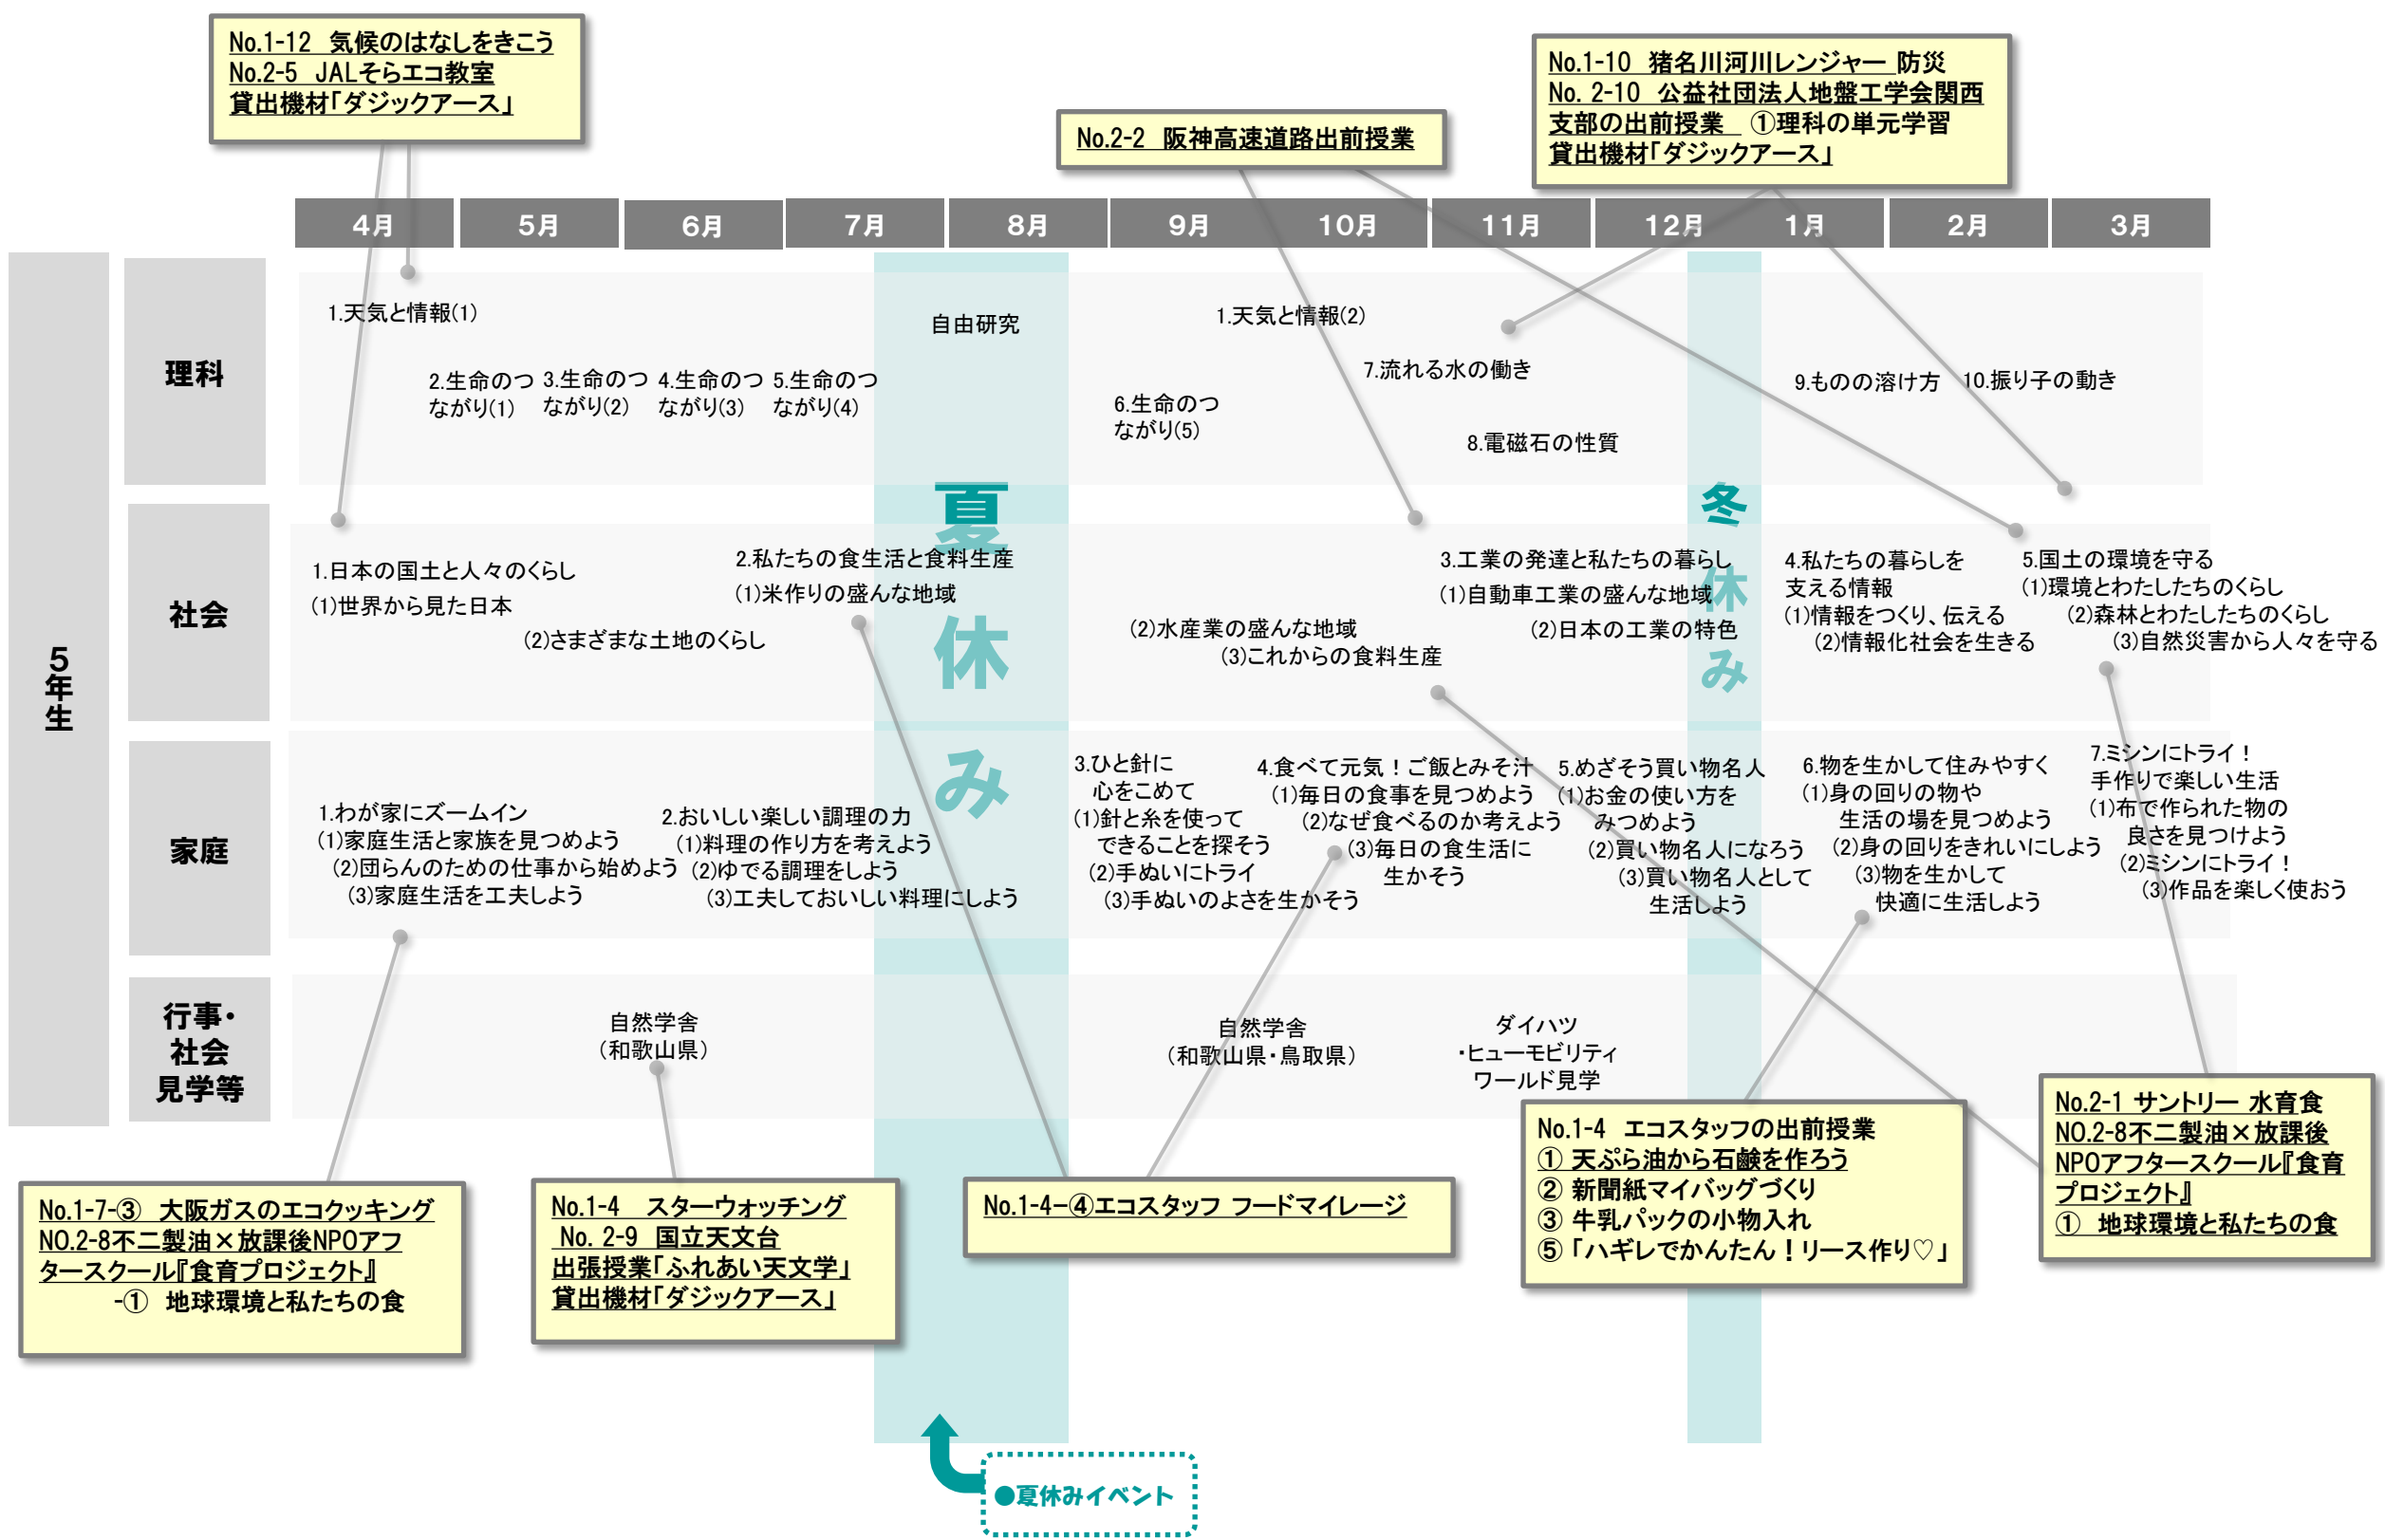 No.1-12　気候のはなしをきこう
No.2-5　JALそらエコ教室
貸出機材「ダジックアース」
No.1-10　猪名川河川レンジャー 防災
No. 2-10　公益社団法人地盤工学会関西
支部の出前授業　①理科の単元学習
貸出機材「ダジックアース」
No.2-2　阪神高速道路出前授業
4月
5月
6月
7月
8月
9月
10月
11月
12月
1月
2月
3月
5年生
理科
1.天気と情報(1)
自由研究
1.天気と情報(2)
2.生命のつ
ながり(1)
3.生命のつ
ながり(2)
4.生命のつ
ながり(3)
5.生命のつ
ながり(4)
6.生命のつ
ながり(5)
7.流れる水の働き
8.電磁石の性質
9.ものの溶け方
10.振り子の動き
夏休み
冬休み
社会
1.日本の国土と人々のくらし
(1)世界から見た日本
(2)さまざまな土地のくらし
2.私たちの食生活と食料生産
(1)米作りの盛んな地域
(2)水産業の盛んな地域
(3)これからの食料生産
3.工業の発達と私たちの暮らし
(1)自動車工業の盛んな地域
(2)日本の工業の特色
4.私たちの暮らしを
支える情報
(1)情報をつくり、伝える
(2)情報化社会を生きる
5.国土の環境を守る
(1)環境とわたしたちのくらし
(2)森林とわたしたちのくらし
(3)自然災害から人々を守る
家庭
1.わが家にズームイン
(1)家庭生活と家族を見つめよう
(2)団らんのための仕事から始めよう
(3)家庭生活を工夫しよう
2.おいしい楽しい調理の力
(1)料理の作り方を考えよう
(2)ゆでる調理をしよう
(3)工夫しておいしい料理にしよう
3.ひと針に
心をこめて
(1)針と糸を使って
できることを探そう
(2)手ぬいにトライ
(3)手ぬいのよさを生かそう
4.食べて元気！ご飯とみそ汁
(1)毎日の食事を見つめよう
(2)なぜ食べるのか考えよう
(3)毎日の食生活に
生かそう
5.めざそう買い物名人
(1)お金の使い方を
みつめよう
(2)買い物名人になろう
(3)買い物名人として
生活しよう
6.物を生かして住みやすく
(1)身の回りの物や
生活の場を見つめよう
(2)身の回りをきれいにしよう
(3)物を生かして
快適に生活しよう
7.ミシンにトライ！
手作りで楽しい生活
(1)布で作られた物の
良さを見つけよう
(2)ミシンにトライ！
(3)作品を楽しく使おう
行事・
社会
見学等
自然学舎
（和歌山県）
自然学舎
（和歌山県・鳥取県）
ダイハツ
・ヒューモビリティ
ワールド見学
No.1-7-③　大阪ガスのエコクッキング
NO.2-8不二製油×放課後NPOアフ
タースクール『食育プロジェクト』
-①　地球環境と私たちの食
No.1-4　スターウォッチング
No. 2-9　国立天文台
出張授業「ふれあい天文学」
貸出機材「ダジックアース」
No.1-4-④エコスタッフ フードマイレージ
No.1-4　エコスタッフの出前授業
① 天ぷら油から石鹸を作ろう
② 新聞紙マイバッグづくり
③ 牛乳パックの小物入れ
⑤ 「ハギレでかんたん！リース作り♡」
No.2-1 サントリー 水育食
NO.2-8不二製油×放課後
NPOアフタースクール『食育
プロジェクト』
①　地球環境と私たちの食
●夏休みイベント